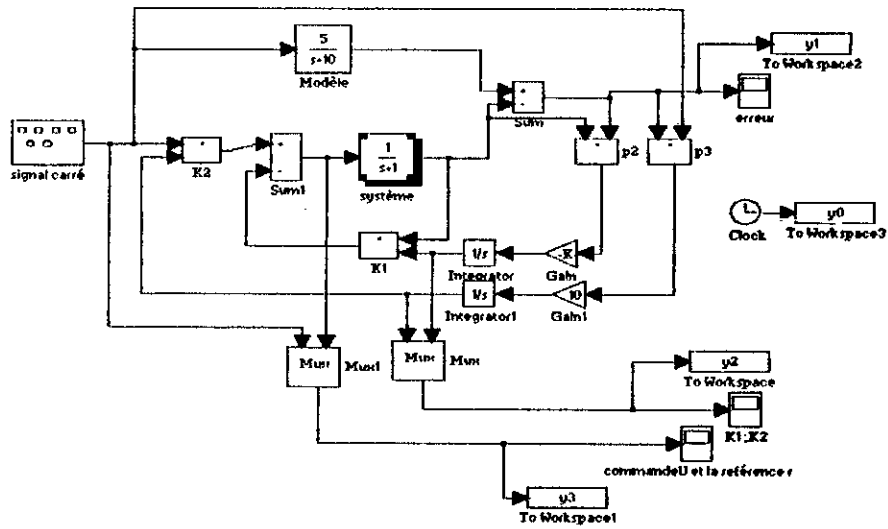 y1
To Workspace2
5
s+10
Modèle
Sum
erreur
signal carré
K2
Sum1
1
s+1
système
p2
p3
Clock
y0
To Workspace3
K1
1/s
Integrator
-K
Gain
1/s
Integrator1
10
Gain1
Mux
Mux1
Mux
Mux
y2
To Workspace
K1;K2
commandeU et la reférence r
y3
To Workspace1